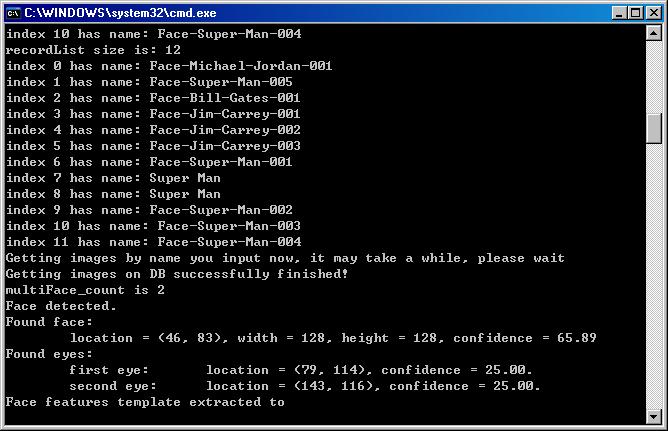 C:\WINDOWS\system32\cmd.exe
index 10 has name: Face-Super-Man-004
recordList size is: 12
index 0 has name: Face-Michael-Jordan-001
index 1 has name: Face-Super-Man-005
index 2 has name: Face-Bill-Gates-001
index 3 has name: Face-Jim-Carrey-001
index 4 has name: Face-Jim-Carrey-002
index 5 has name: Face-Jim-Carrey-003
index 6 has name: Face-Super-Man-001
index 7 has name: Super Man
index 8 has name: Super Man
index 9 has name: Face-Super-Man-002
index 10 has name: Face-Super-Man-003
index 11 has name: Face-Super-Man-004
Getting images by name you input now, it may take a while, please wait
Getting images on DB successfully finished!
multiFace_count is 2
Face detected.
Found face:
        location = (46, 83), width = 128, height = 128, confidence = 65.89
Found eyes:
        first eye:       location = (79, 114), confidence = 25.00.
        second eye:      location = (143, 116), confidence = 25.00.
Face features template extracted to